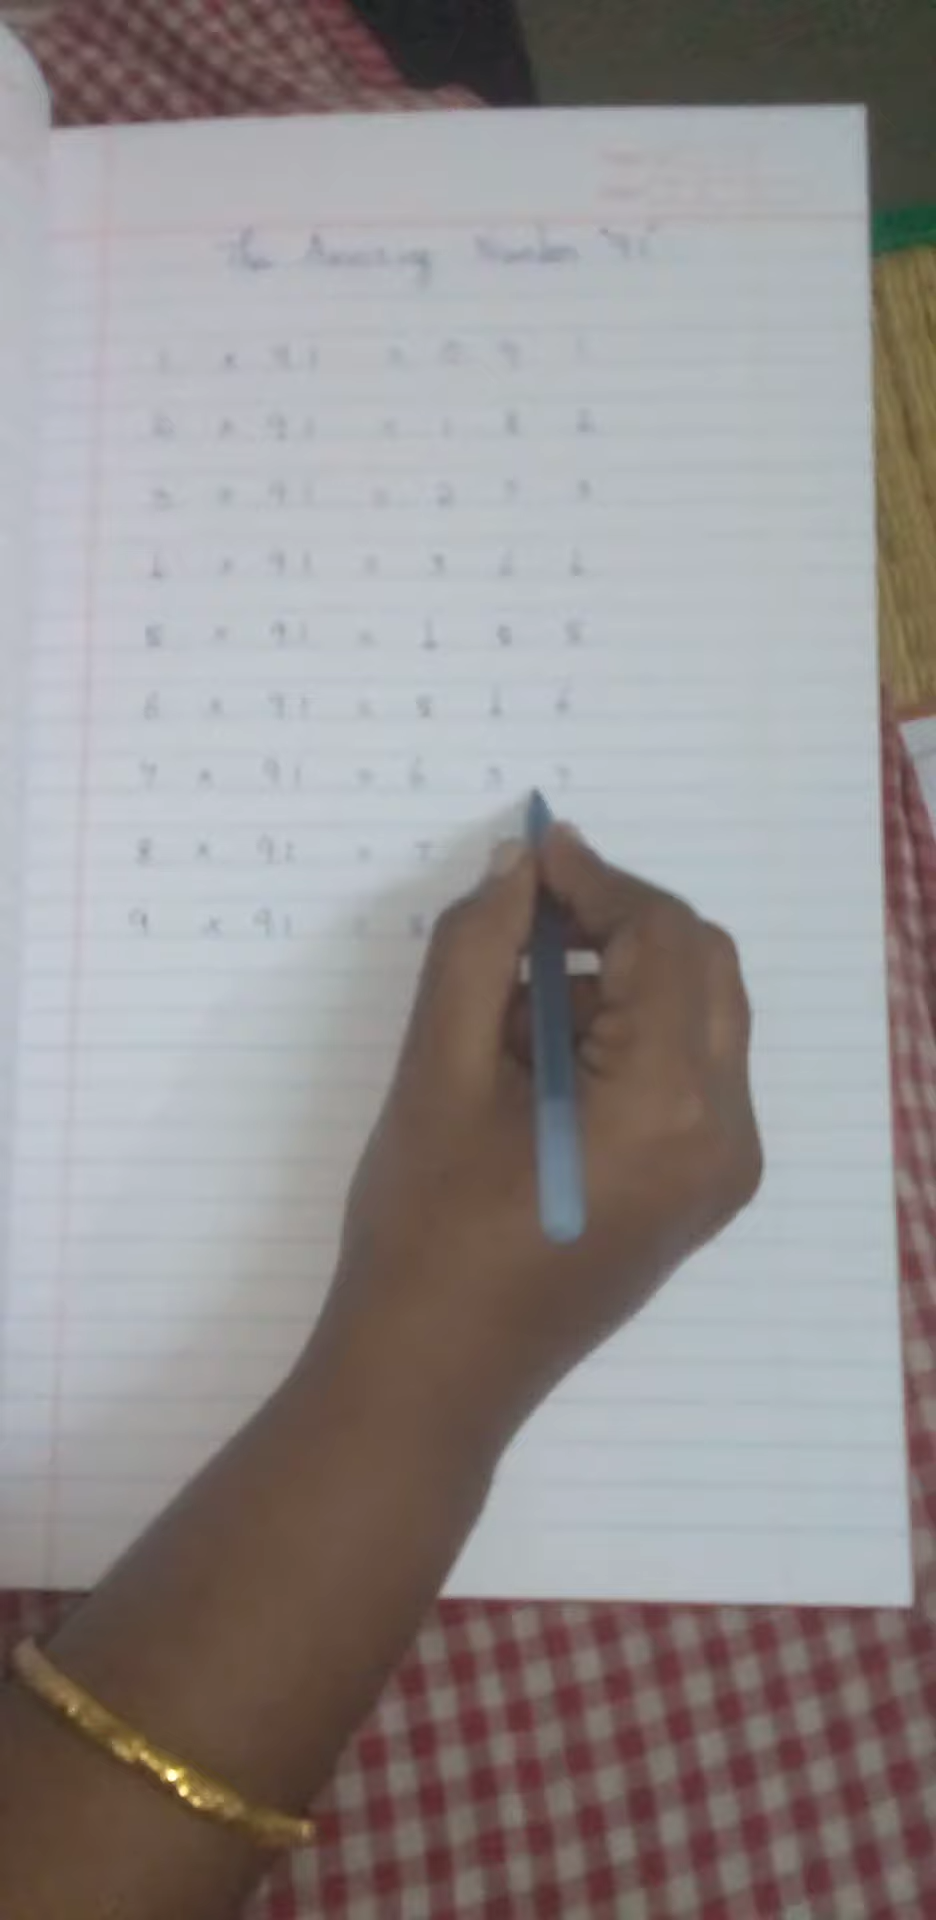 The Amazing Number '91'
1 × 91 = 0 9 1
2 × 91 = 1 8 2
3 × 91 = 2 7 3
4 × 91 = 3 6 4
5 × 91 = 4 5 5
6 × 91 = 5 4 6
7 × 91 = 6 3 7
8 × 91 = 7
9 × 91 = 8